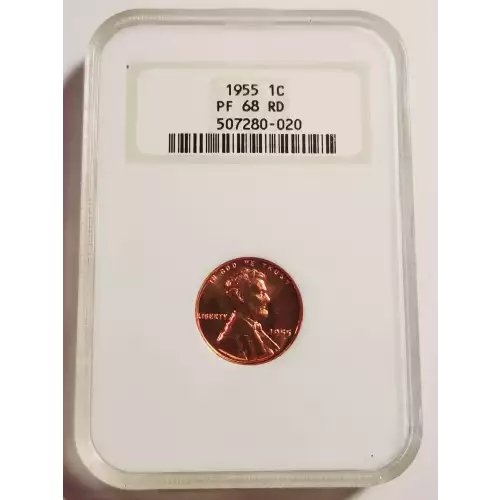 1955 1C
PF 68 RD
507280-020
IN GOD WE TRUST
LIBERTY
1955